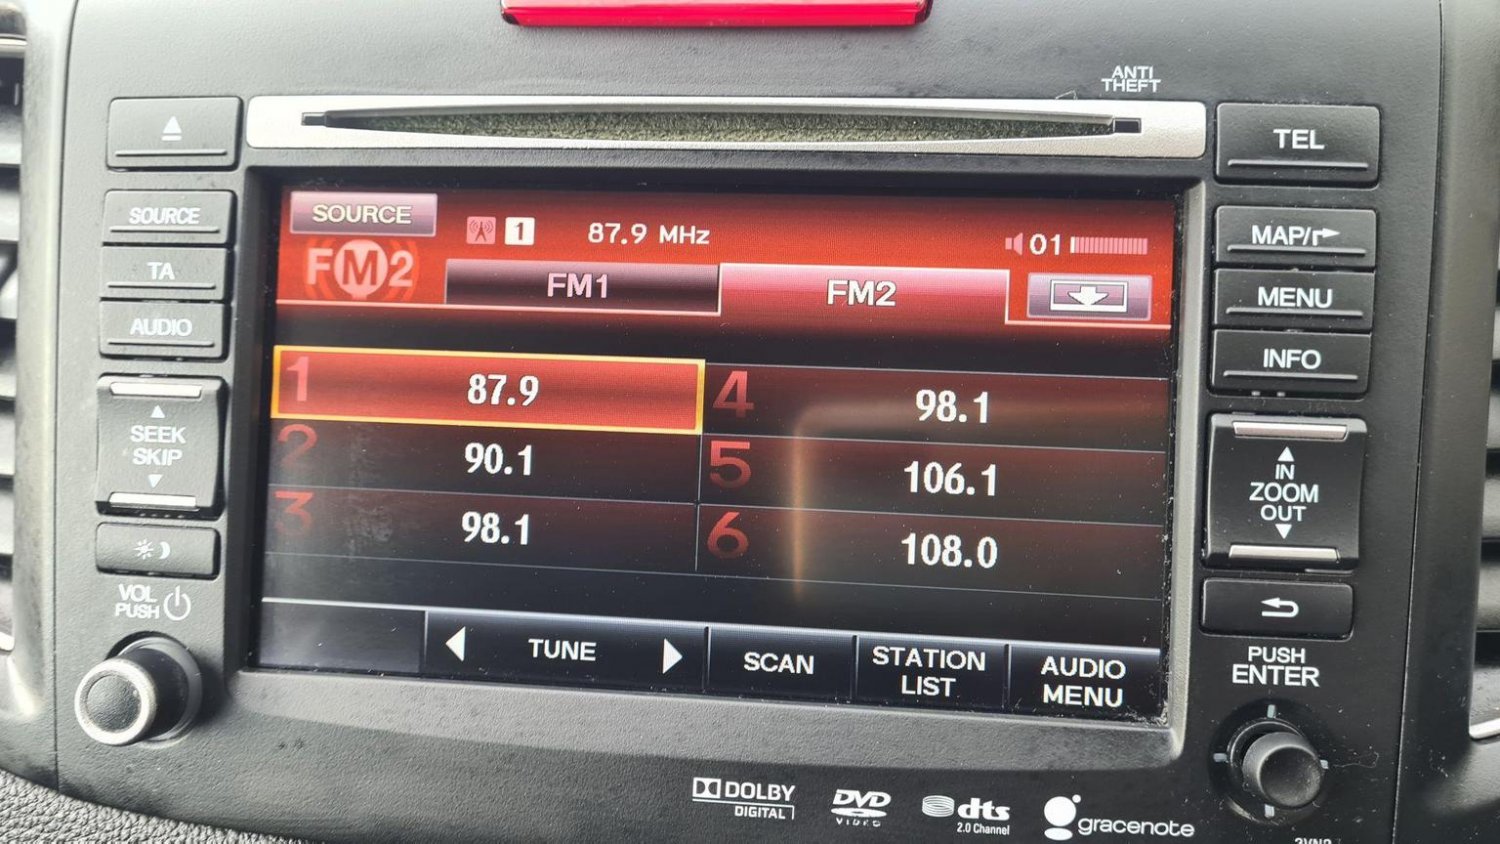 ANTI
THEFT
TEL
SOURCE
TA
AUDIO
SEEK
SKIP
VOL
PUSH
SOURCE
1
87.9 MHz
01
FM2
FM1
FM2
1
87.9
2
90.1
3
98.1
4
98.1
5
106.1
6
108.0
TUNE
SCAN
STATION
LIST
AUDIO
MENU
MAP/
MENU
INFO
IN
ZOOM
OUT
PUSH
ENTER
DOLBY
DIGITAL
DVD
VIDEO
dts
2.0 Channel
gracenote